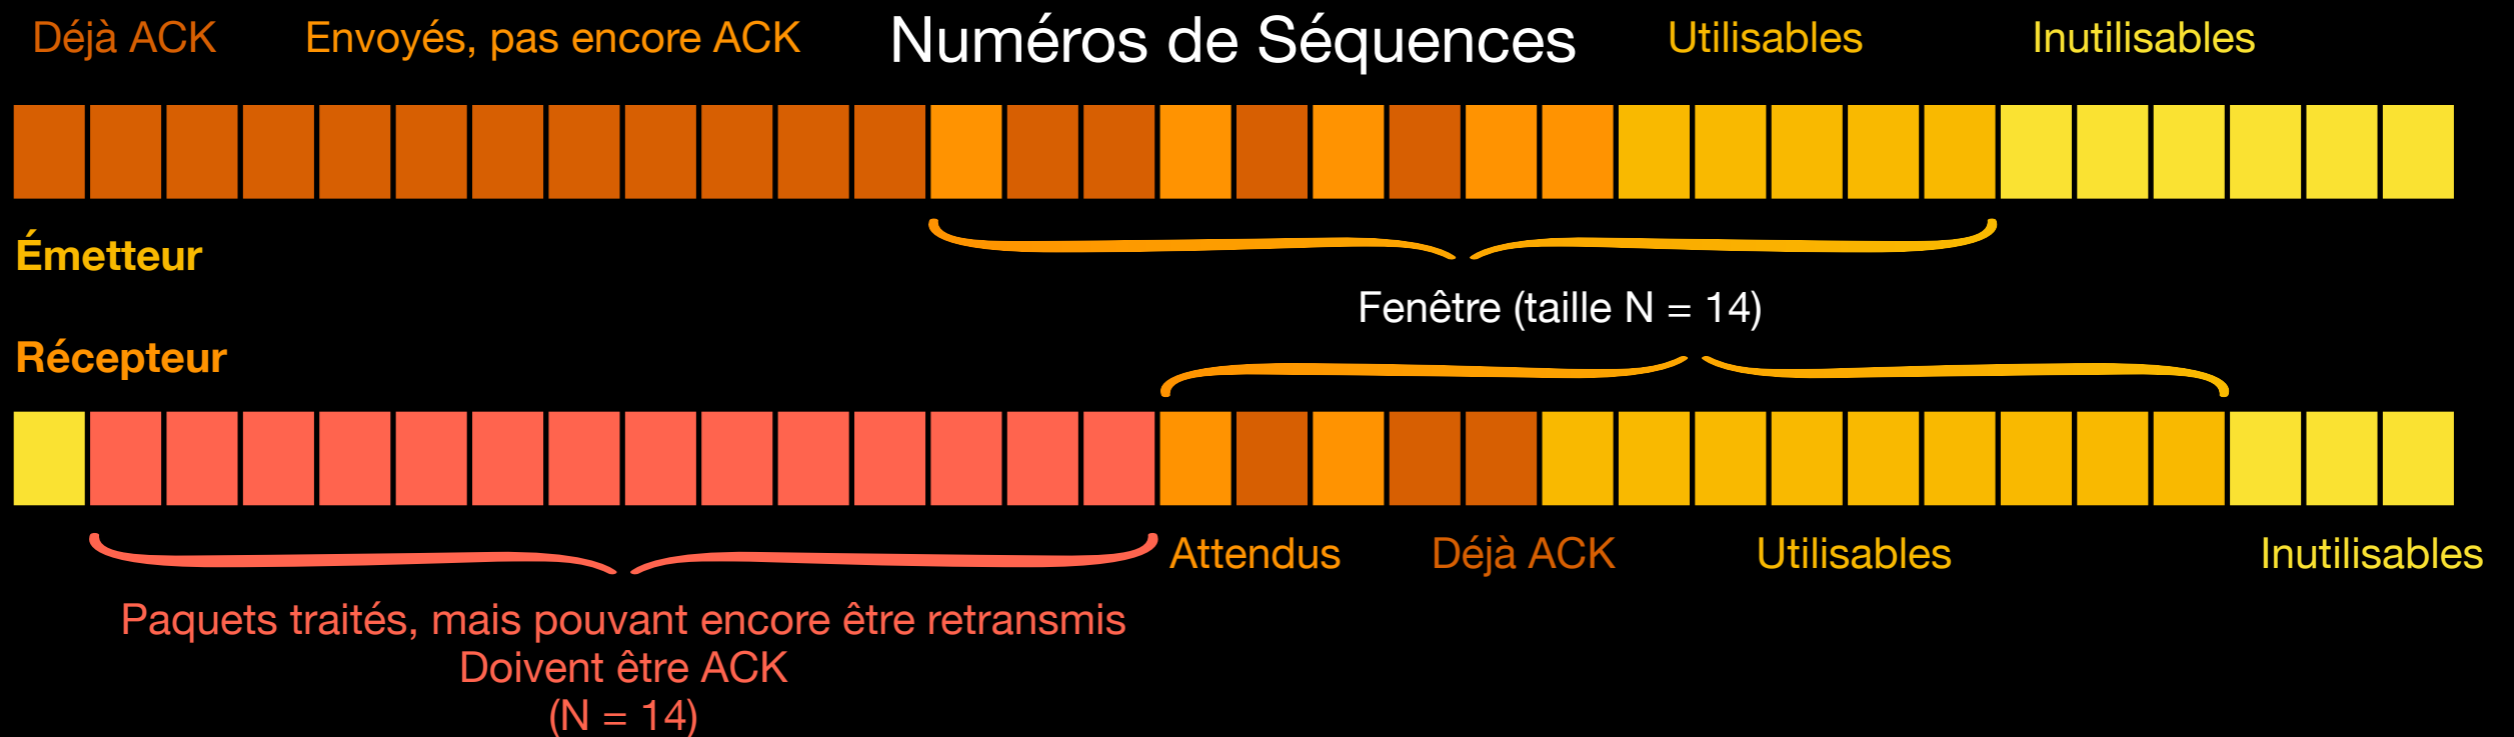 Déjà ACK
Envoyés, pas encore ACK
Numéros de Séquences
Utilisables
Inutilisables
Émetteur
Fenêtre (taille N = 14)
Récepteur
Attendus
Déjà ACK
Utilisables
Inutilisables
Paquets traités, mais pouvant encore être retransmis
Doivent être ACK
(N = 14)